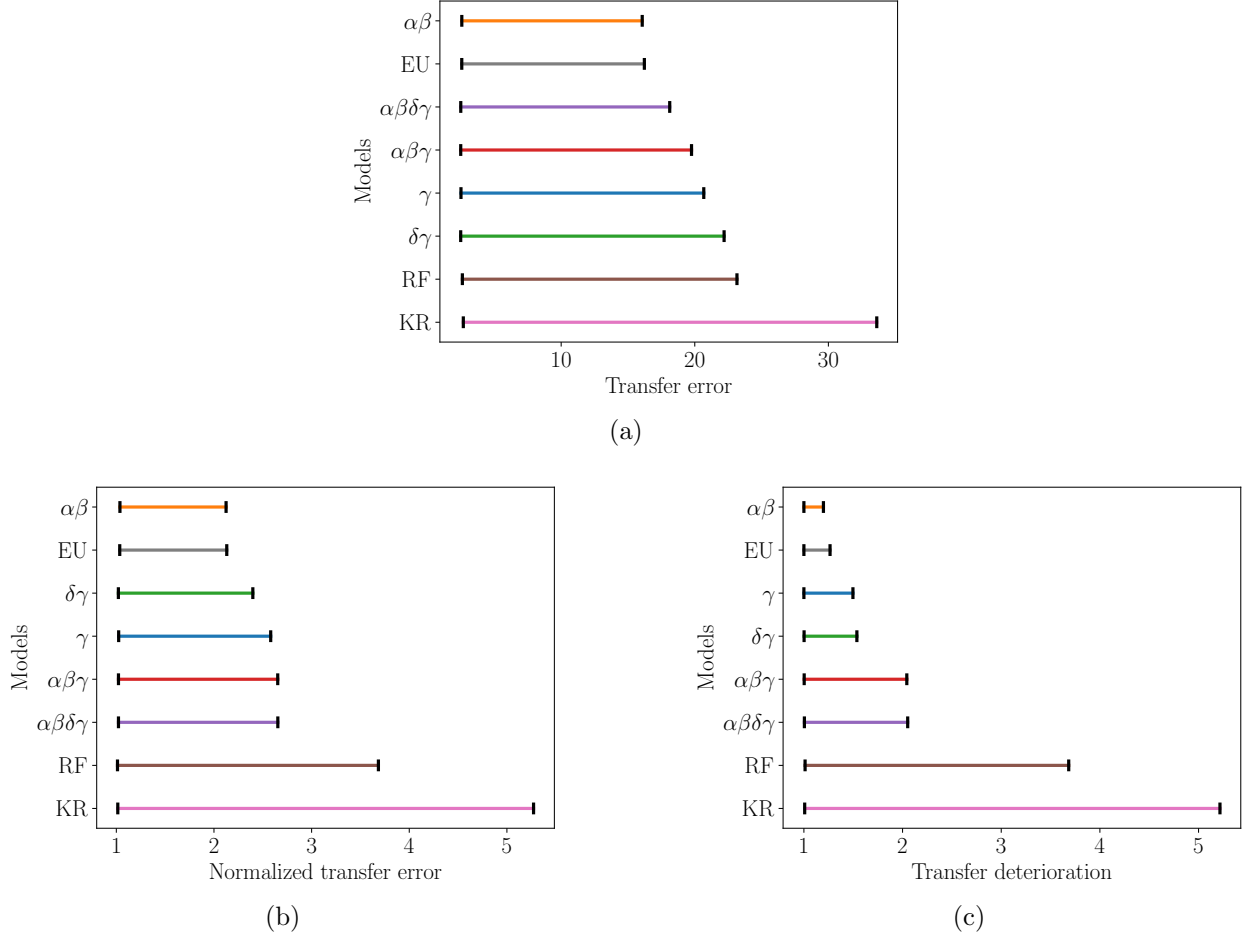 αβ
EU
αβδγ
αβγ
γ
δγ
RF
KR
Models
10 20 30
Transfer error
(a)
αβ
EU
δγ
γ
αβγ
αβδγ
RF
KR
Models
1 2 3 4 5
Normalized transfer error
(b)
αβ
EU
γ
δγ
αβγ
αβδγ
RF
KR
Models
1 2 3 4 5
Transfer deterioration
(c)